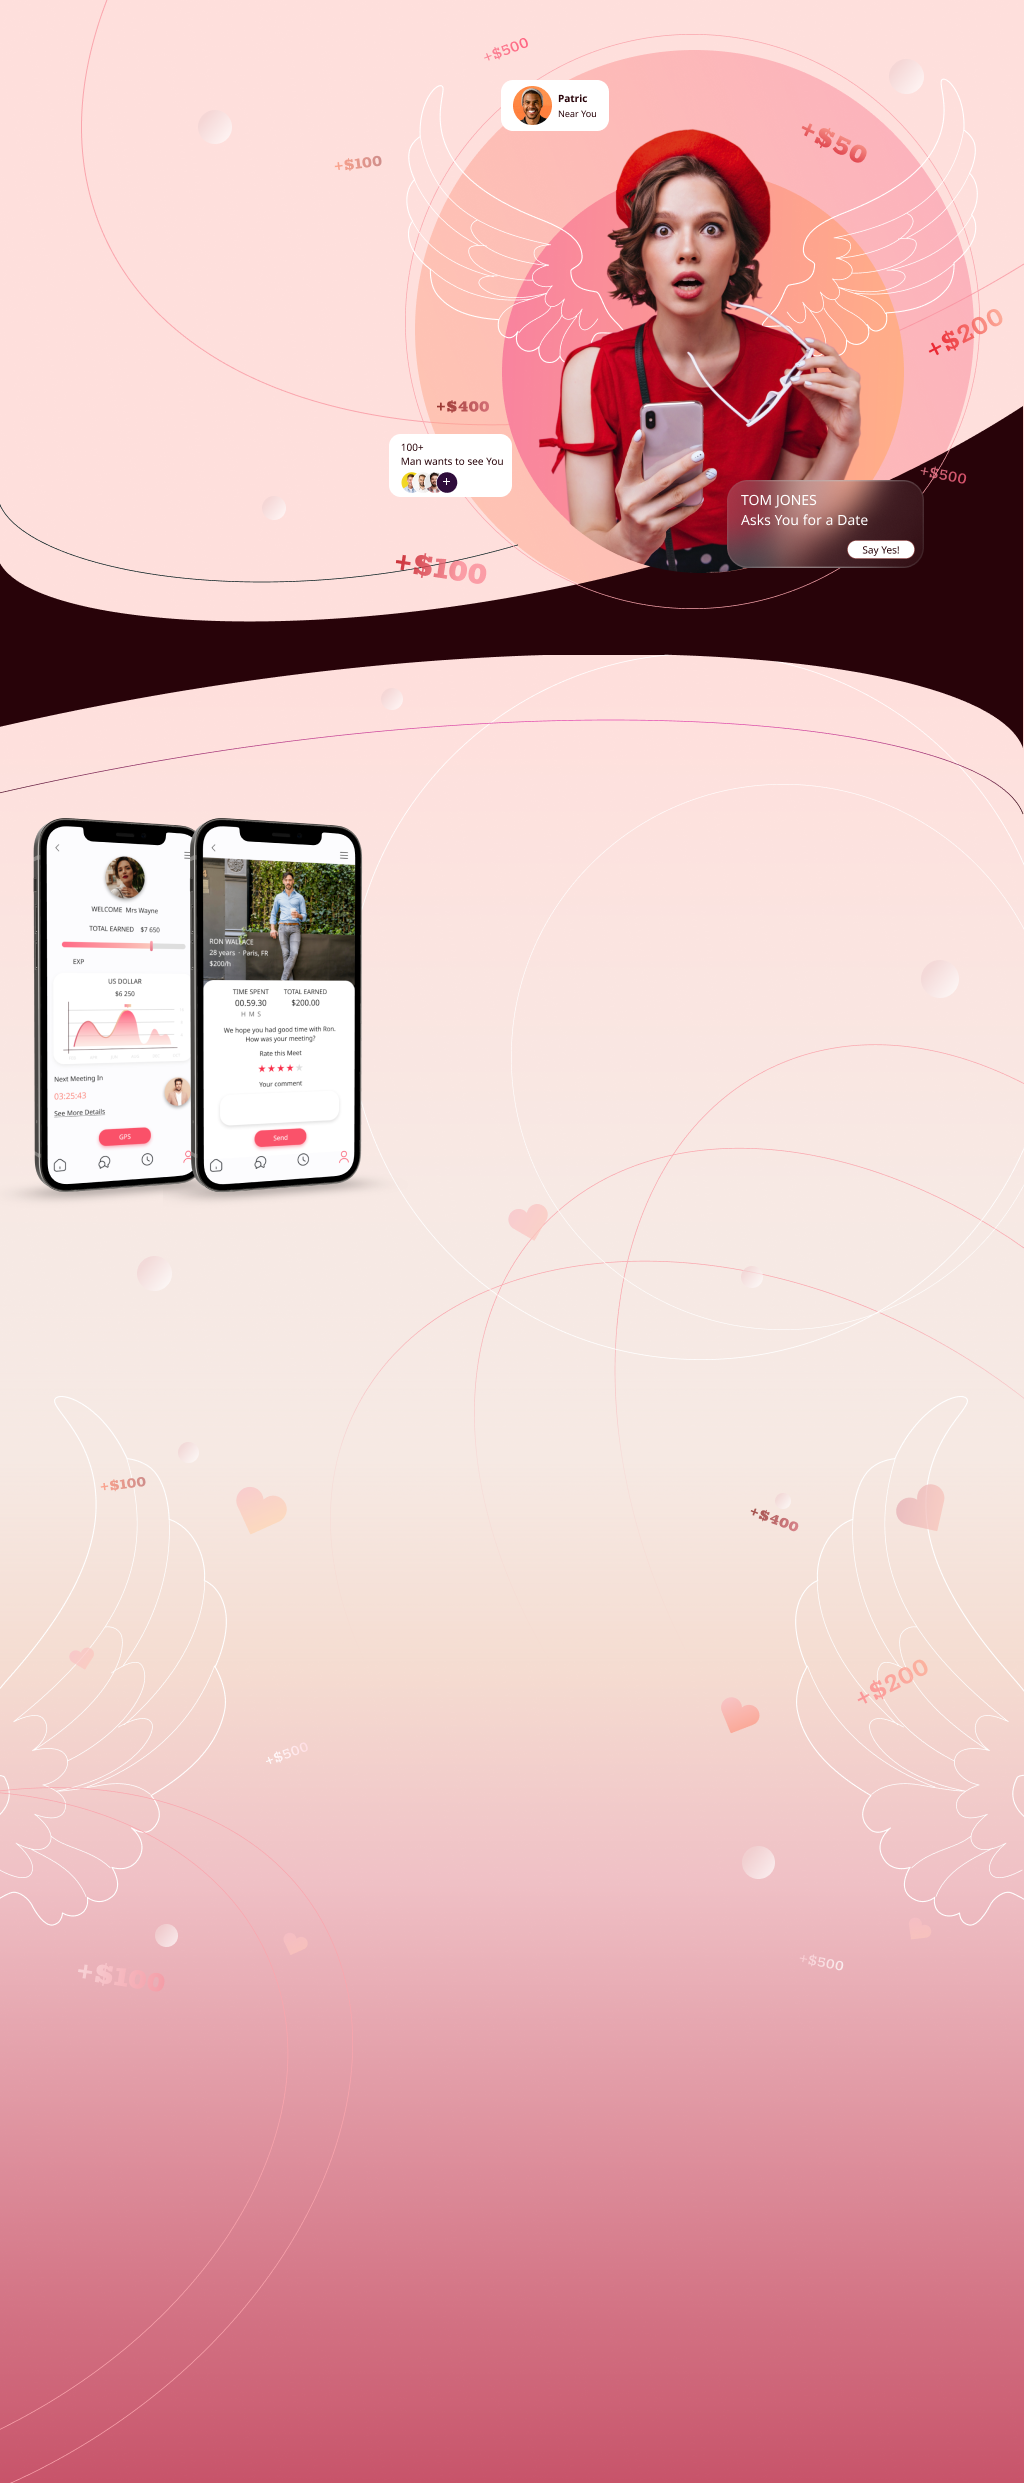 +$500
Patric
Near You
+$50
+$100
+$200
+$400
100+
Man wants to see You
+
+$500
TOM JONES
Asks You for a Date
Say Yes!
+$100
WELCOME Mrs Wayne
TOTAL EARNED $7 650
EXP
US DOLLAR
$6 250
Next Meeting In
03:25:43
See More Details
GPS
RON WALLACE
28 years · Paris, FR
$200/h
TIME SPENT TOTAL EARNED
00.59.30 $200.00
H M S
We hope you had good time with Ron.
How was your meeting?
Rate this Meet
Your comment
Send
+$100
+$400
+$200
+$500
+$100
+$500